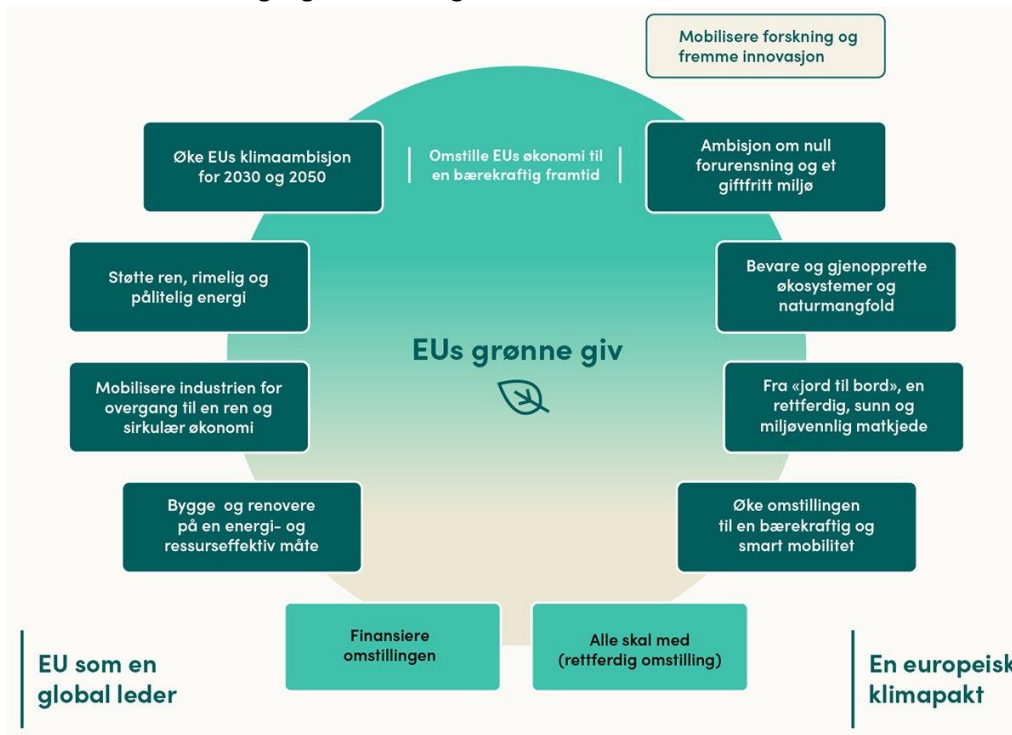 Mobilisere forskning og
fremme innovasjon
Øke EUs klimaambisjon
for 2030 og 2050
Omstille EUs økonomi til
en bærekraftig framtid
Ambisjon om null
forurensning og et
giftfritt miljø
Støtte ren, rimelig og
pålitelig energi
Bevare og gjenopprette
økosystemer og
naturmangfold
EUs grønne giv
Mobilisere industrien for
overgang til en ren og
sirkulær økonomi
Fra «jord til bord», en
rettferdig, sunn og
miljøvennlig matkjede
Bygge og renovere
på en energi- og
ressurseffektiv måte
Øke omstillingen
til en bærekraftig og
smart mobilitet
Finansiere
omstillingen
Alle skal med
(rettferdig omstilling)
EU som en
global leder
En europeisk
klimapakt